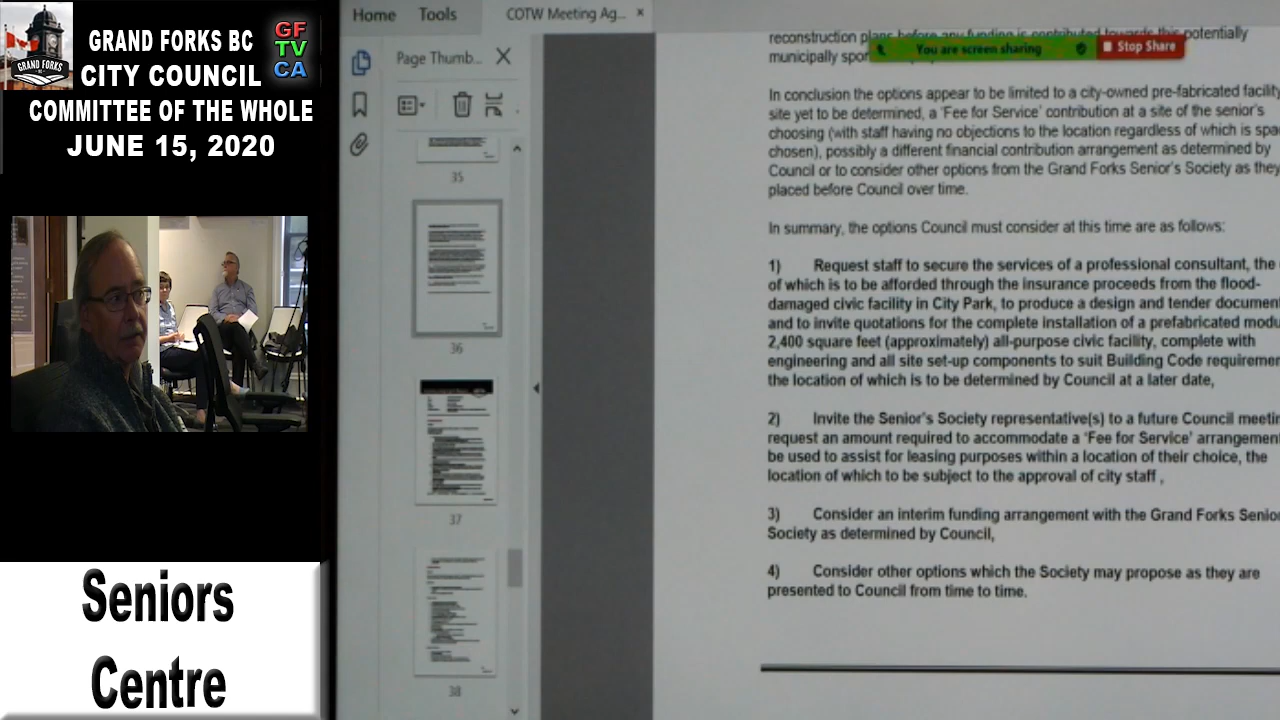 GRAND FORKS BC
CITY COUNCIL
COMMITTEE OF THE WHOLE
JUNE 15, 2020
GF
TV
CA
GRAND FORKS
Seniors
Centre
Home Tools COTW Meeting Ag... ×
Page Thumb...
35
36
37
38
You are screen sharing Stop Share
reconstruction plans before any funding is contributed towards this potentially
municipally
In conclusion the options appear to be limited to a city-owned pre-fabricated facility
site yet to be determined, a 'Fee for Service' contribution at a site of the senior's
choosing (with staff having no objections to the location regardless of which is spa
chosen), possibly a different financial contribution arrangement as determined by
Council or to consider other options from the Grand Forks Senior's Society as they
placed before Council over time.
In summary, the options Council must consider at this time are as follows:
1) Request staff to secure the services of a professional consultant, the
of which is to be afforded through the insurance proceeds from the flood-
damaged civic facility in City Park, to produce a design and tender documen
and to invite quotations for the complete installation of a prefabricated modu
2,400 square feet (approximately) all-purpose civic facility, complete with
engineering and all site set-up components to suit Building Code requireme
the location of which is to be determined by Council at a later date,
2) Invite the Senior's Society representative(s) to a future Council meetin
request an amount required to accommodate a 'Fee for Service' arrangement
be used to assist for leasing purposes within a location of their choice, the
location of which to be subject to the approval of city staff ,
3) Consider an interim funding arrangement with the Grand Forks Senior
Society as determined by Council,
4) Consider other options which the Society may propose as they are
presented to Council from time to time.